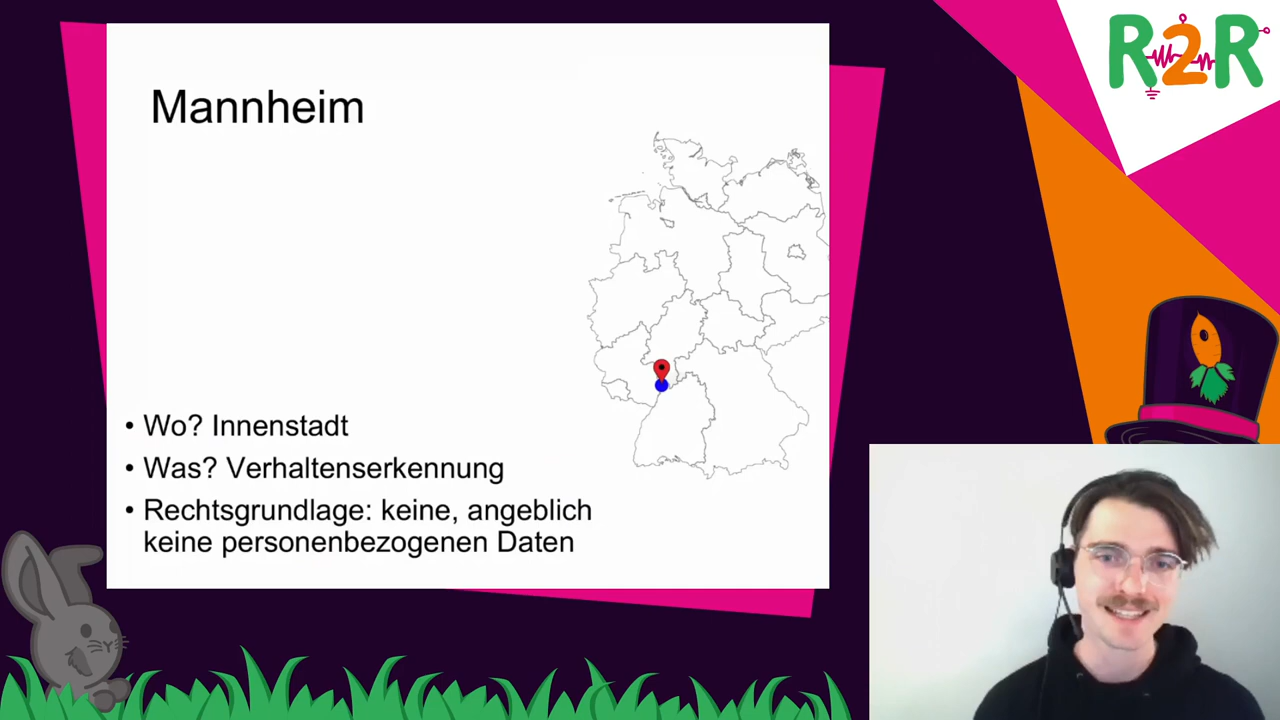 Mannheim
• Wo? Innenstadt
• Was? Verhaltenserkennung
• Rechtsgrundlage: keine, angeblich
keine personenbezogenen Daten
R2R